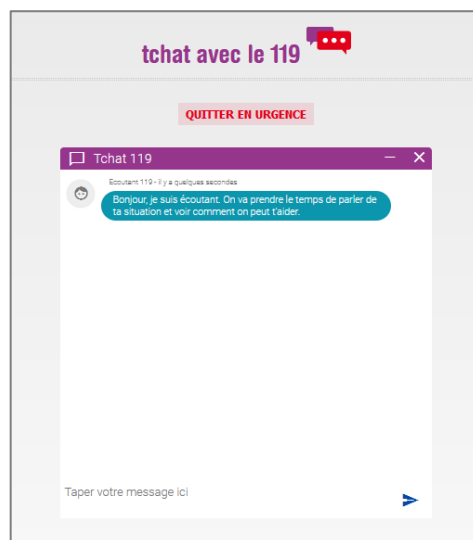 tchat avec le 119
QUITTER EN URGENCE
Tchat 119
Ecoutant 119 - il y a quelques secondes
Bonjour, je suis écoutant. On va prendre le temps de parler de
ta situation et voir comment on peut t'aider.
Taper votre message ici